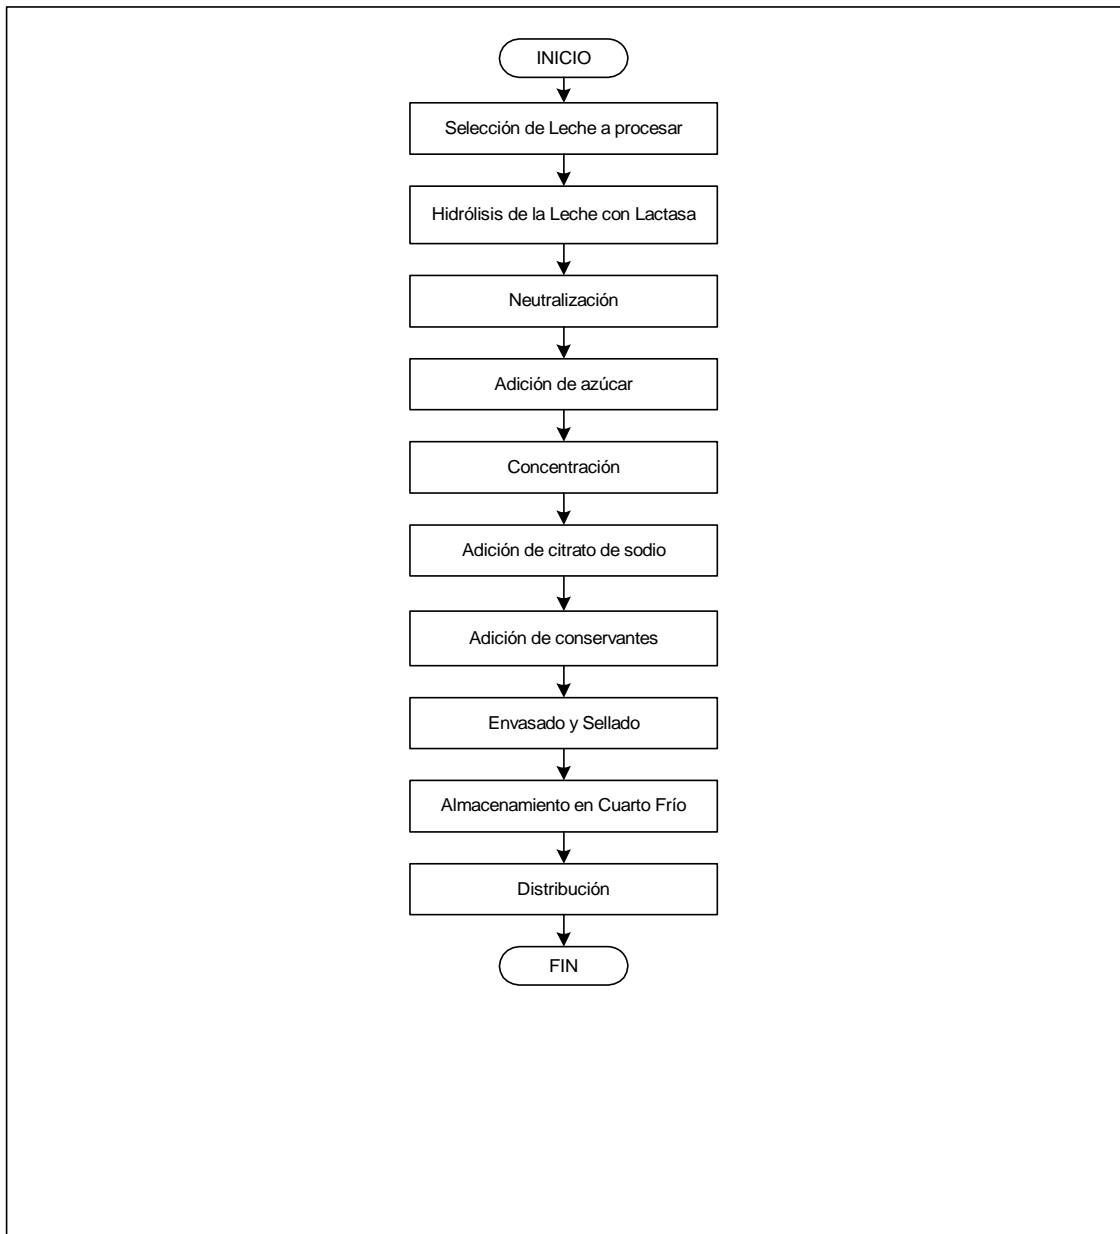 INICIO
Selección de Leche a procesar
Hidrólisis de la Leche con Lactasa
Neutralización
Adición de azúcar
Concentración
Adición de citrato de sodio
Adición de conservantes
Envasado y Sellado
Almacenamiento en Cuarto Frío
Distribución
FIN